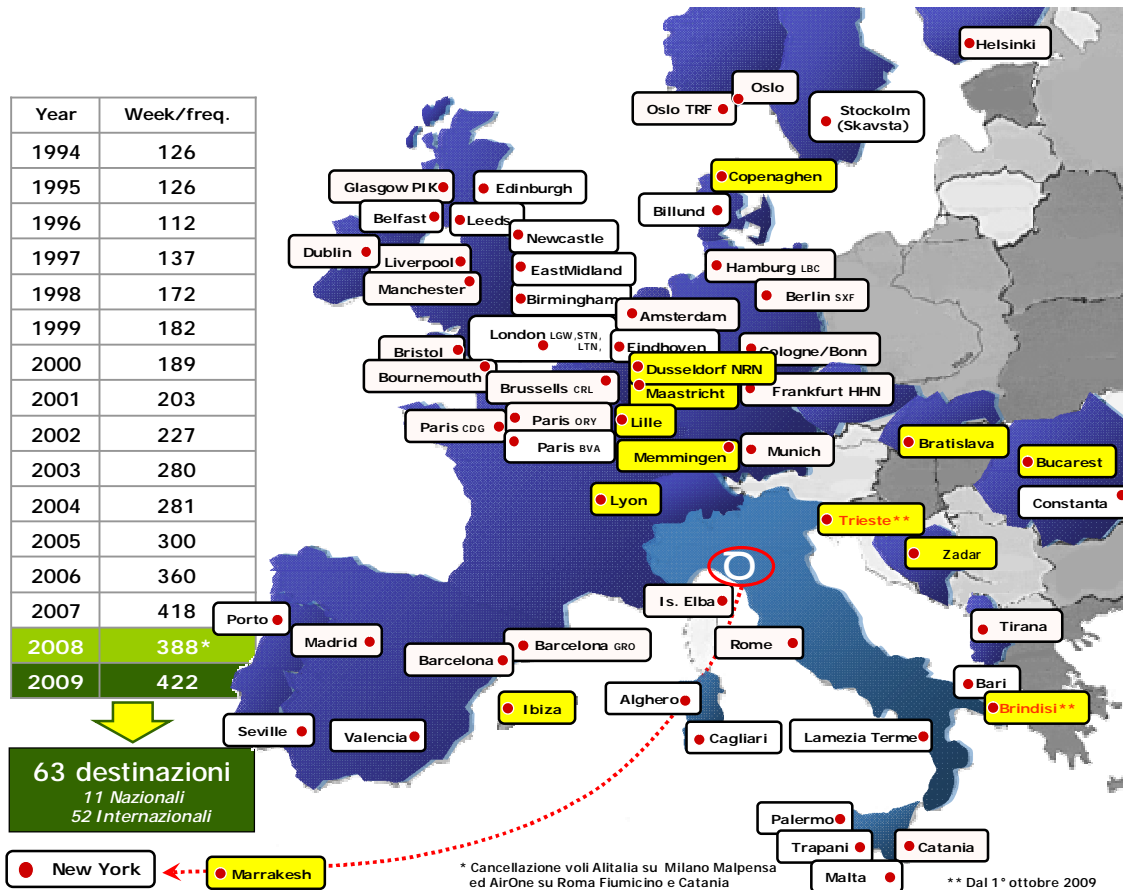 Year Week/freq.
1994 126
1995 126
1996 112
1997 137
1998 172
1999 182
2000 189
2001 203
2002 227
2003 280
2004 281
2005 300
2006 360
2007 418
2008 388*
2009 422
63 destinazioni
11 Nazionali
52 Internazionali
Helsinki
Oslo
Oslo TRF
Stockolm
(Skavsta)
Copenaghen
Billund
Glasgow PIK
Edinburgh
Belfast
Leeds
Newcastle
Dublin
Liverpool
EastMidland
Manchester
Birmingham
Hamburg LBC
Berlin SXF
Amsterdam
London LGW,STN,
LTN,
Eindhoven
Cologne/Bonn
Bristol
Bournemouth
Dusseldorf NRN
Brussells CRL
Maastricht
Frankfurt HHN
Paris CDG
Paris ORY
Lille
Paris BVA
Memmingen
Munich
Bratislava
Bucarest
Constanta
Lyon
Trieste**
Zadar
Is. Elba
Porto
Madrid
Barcelona
Barcelona GRO
Rome
Tirana
Bari
Brindisi**
Ibiza
Alghero
Cagliari
Lamezia Terme
Seville
Valencia
Palermo
Trapani
Catania
Malta
New York
Marrakesh
* Cancellazione voli Alitalia su Milano Malpensa
ed AirOne su Roma Fiumicino e Catania
** Dal 1° ottobre 2009